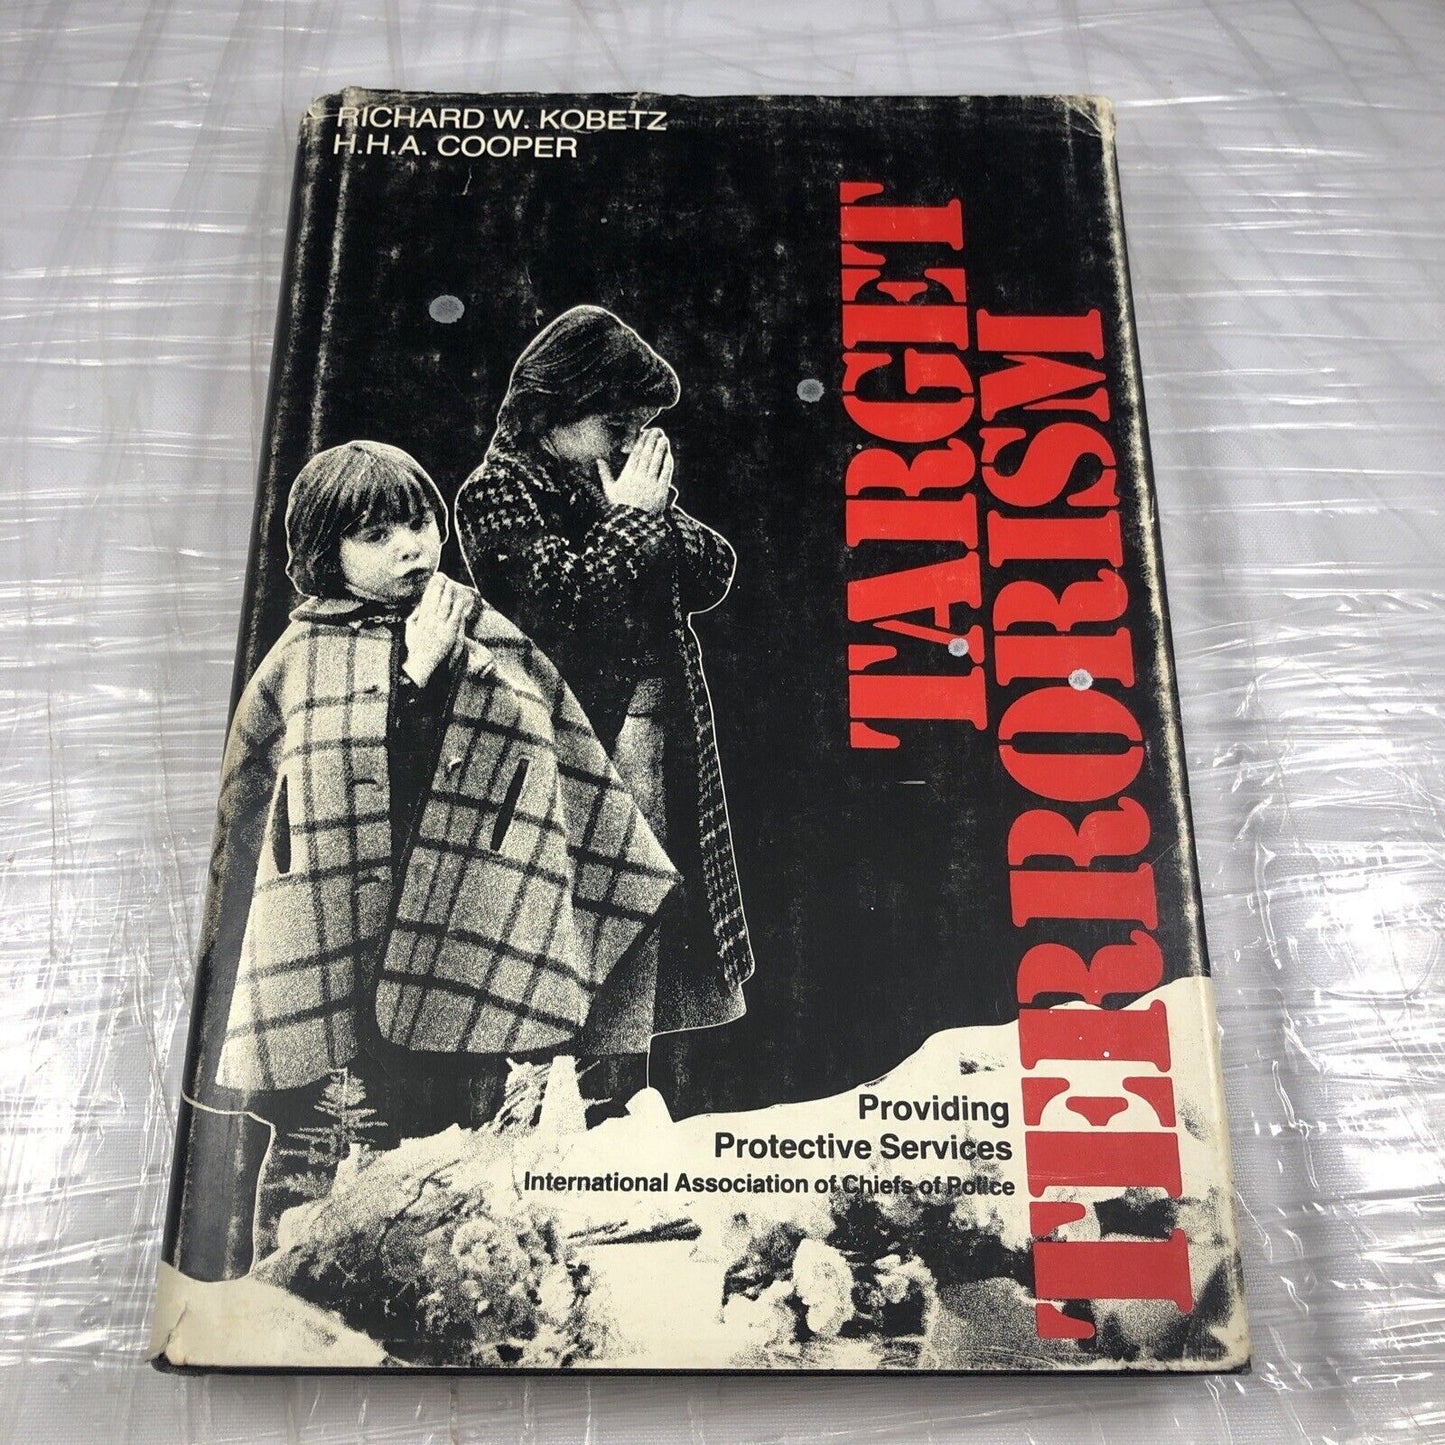 RICHARD W. KOBETZ
H.H.A. COOPER
TARGET
TERRORISM
Providing
Protective Services
International Association of Chiefs of Police